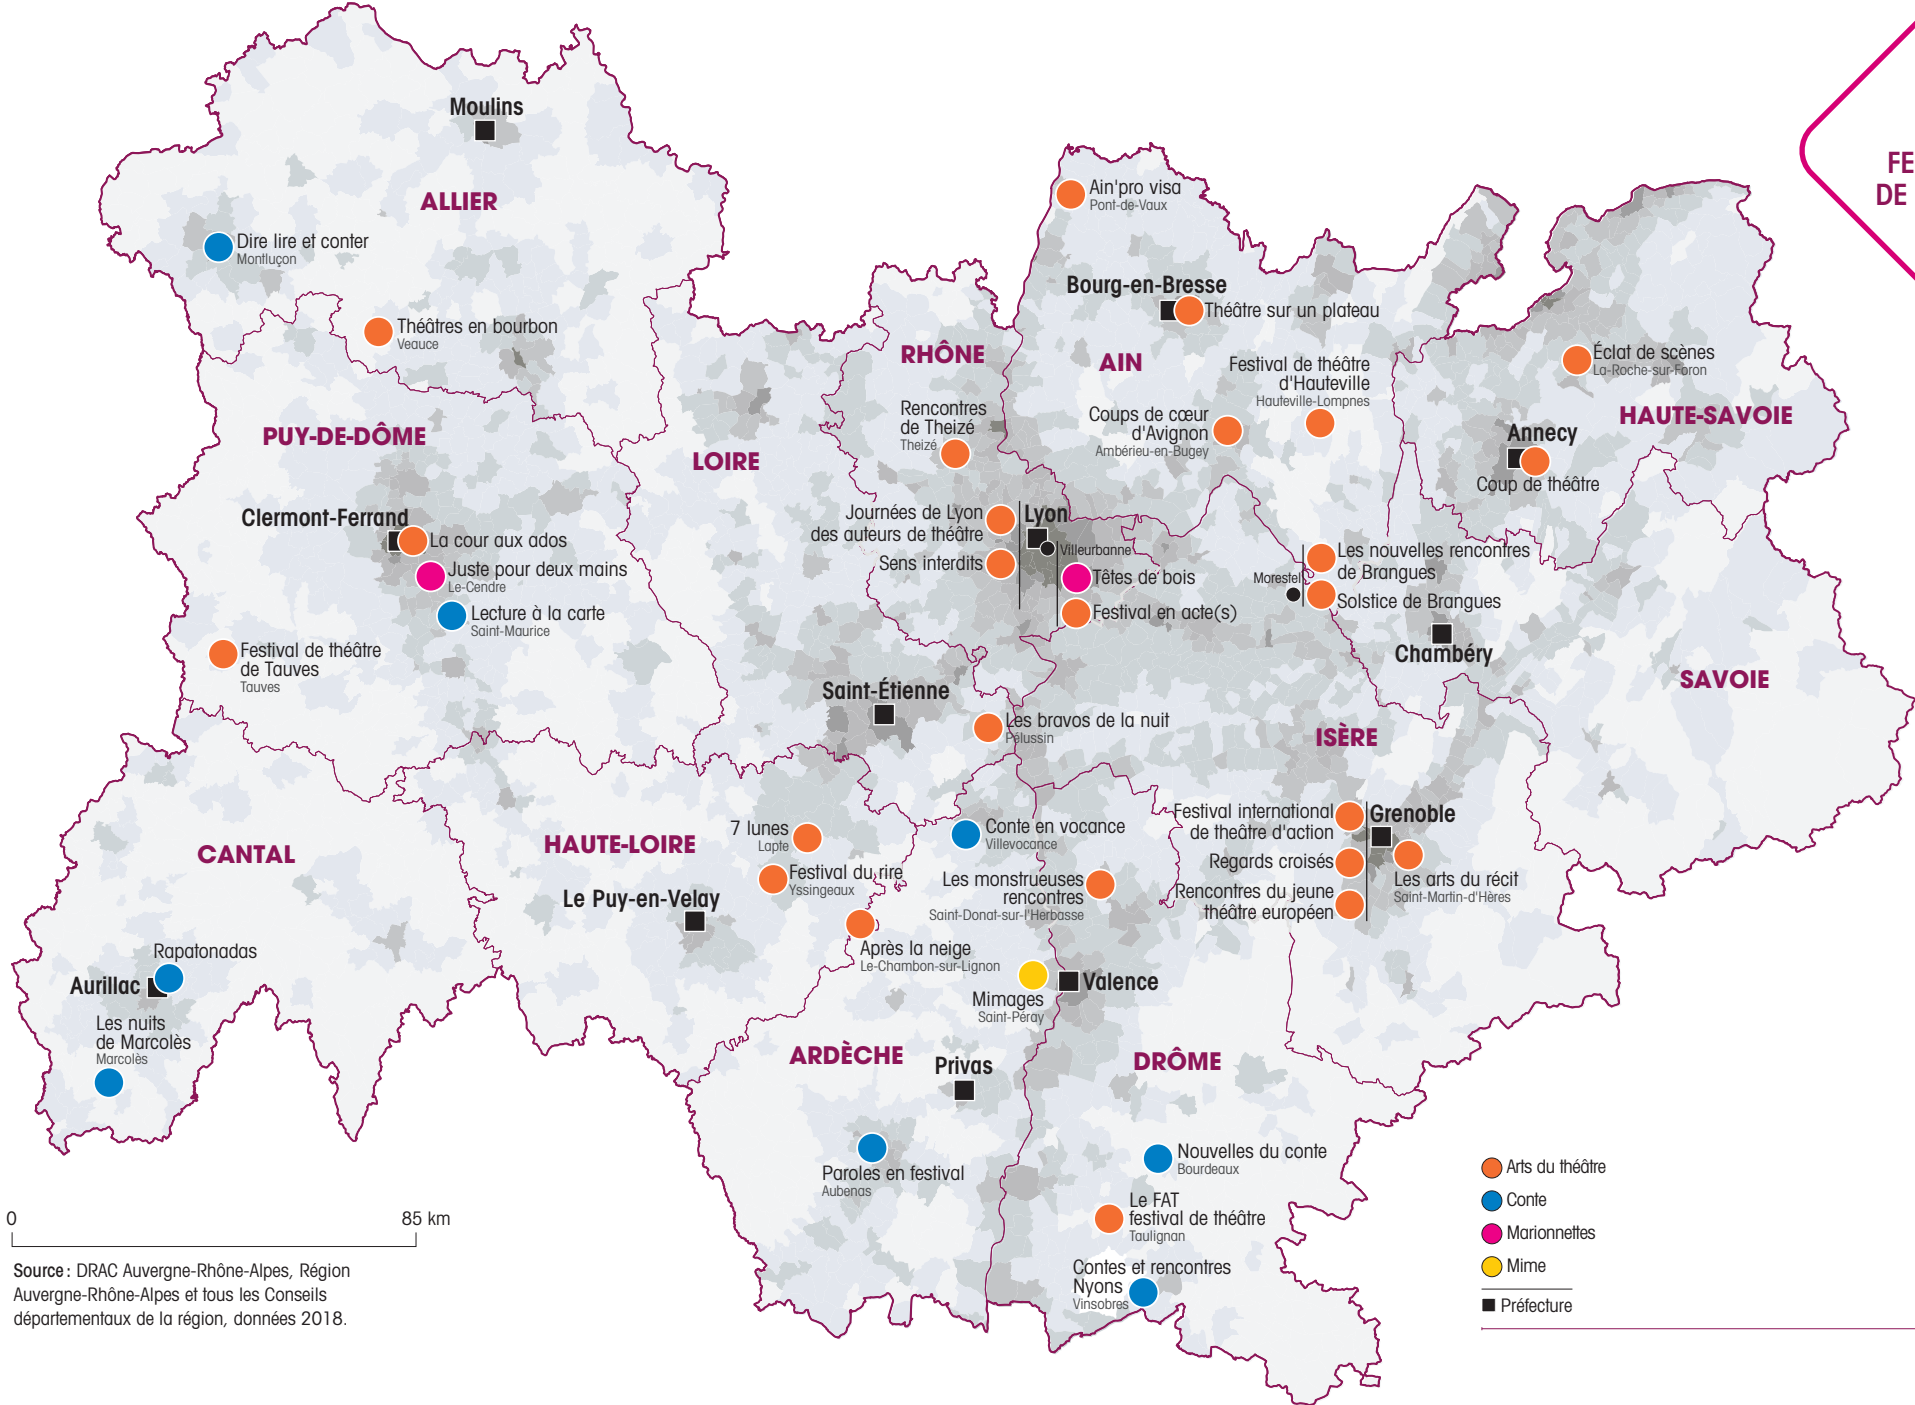 FE
DE
Moulins
ALLIER
Dire lire et conter
Montluçon
Théâtres en bourbon
Veauce
PUY-DE-DÔME
Clermont-Ferrand
La cour aux ados
Juste pour deux mains
Le-Cendre
Lecture à la carte
Saint-Maurice
Festival de théâtre
de Tauves
Tauves
LOIRE
Saint-Étienne
Les bravos de la nuit
Pélussin
RHÔNE
Rencontres
de Theizé
Theizé
Journées de Lyon
des auteurs de théâtre
Sens interdits
Lyon
Villeurbanne
Têtes de bois
Festival en acte(s)
Ain'pro visa
Pont-de-Vaux
Bourg-en-Bresse
Théâtre sur un plateau
AIN
Festival de théâtre
d'Hauteville
Hauteville-Lompnes
Coups de cœur
d'Avignon
Ambérieu-en-Bugey
Éclat de scènes
La-Roche-sur-Foron
HAUTE-SAVOIE
Annecy
Coup de théâtre
Les nouvelles rencontres
de Brangues
Morestel
Solstice de Brangues
Chambéry
SAVOIE
ISÈRE
Festival international
de theâtre d'action
Grenoble
Regards croisés
Rencontres du jeune
théâtre européen
Les arts du récit
Saint-Martin-d'Hères
CANTAL
Rapatonadas
Aurillac
Les nuits
de Marcolès
Marcolès
HAUTE-LOIRE
7 lunes
Lapte
Festival du rire
Yssingeaux
Le Puy-en-Velay
Après la neige
Le-Chambon-sur-Lignon
Conte en vocance
Villevocance
Les monstrueuses
rencontres
Saint-Donat-sur-l'Herbasse
Mimages
Saint-Péray
Valence
ARDÈCHE
Privas
Paroles en festival
Aubenas
DRÔME
Nouvelles du conte
Bourdeaux
Le FAT
festival de théâtre
Taulignan
Contes et rencontres
Nyons
Vinsobres
Arts du théâtre
Conte
Marionnettes
Mime
Préfecture
0
85 km
Source : DRAC Auvergne-Rhône-Alpes, Région
Auvergne-Rhône-Alpes et tous les Conseils
départementaux de la région, données 2018.